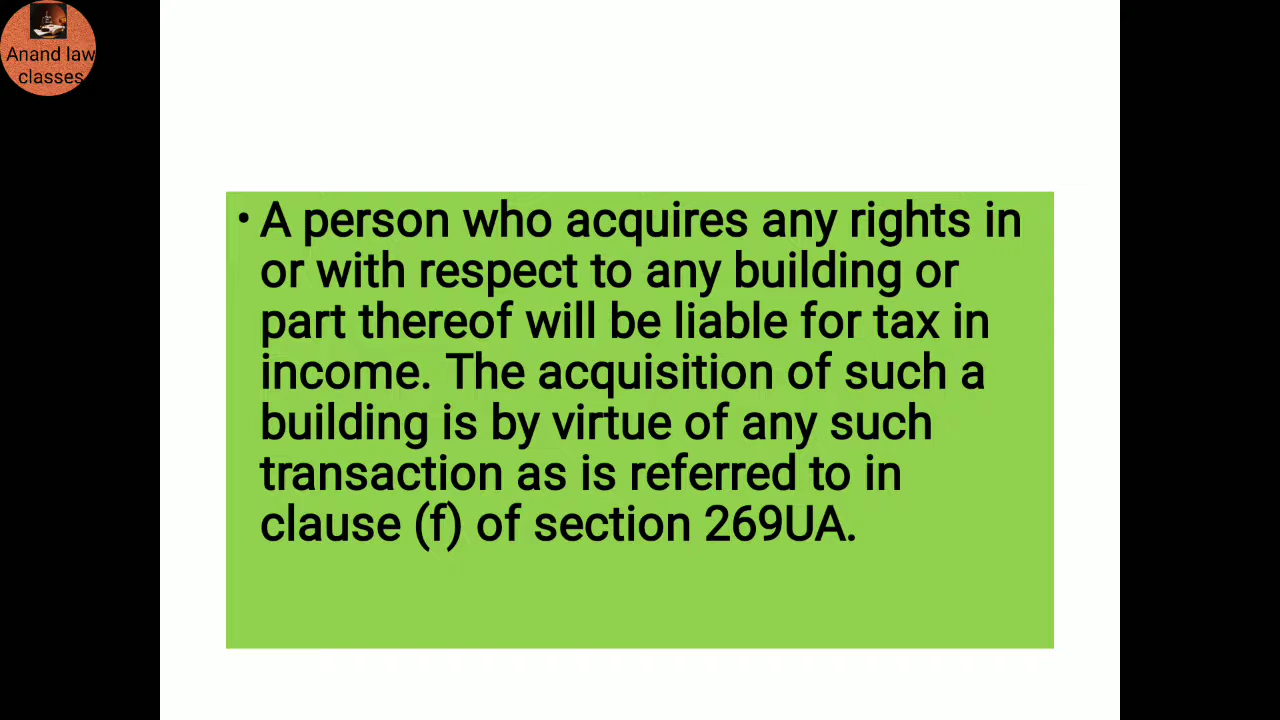 Anand law
classes
• A person who acquires any rights in
or with respect to any building or
part thereof will be liable for tax in
income. The acquisition of such a
building is by virtue of any such
transaction as is referred to in
clause (f) of section 269UA.